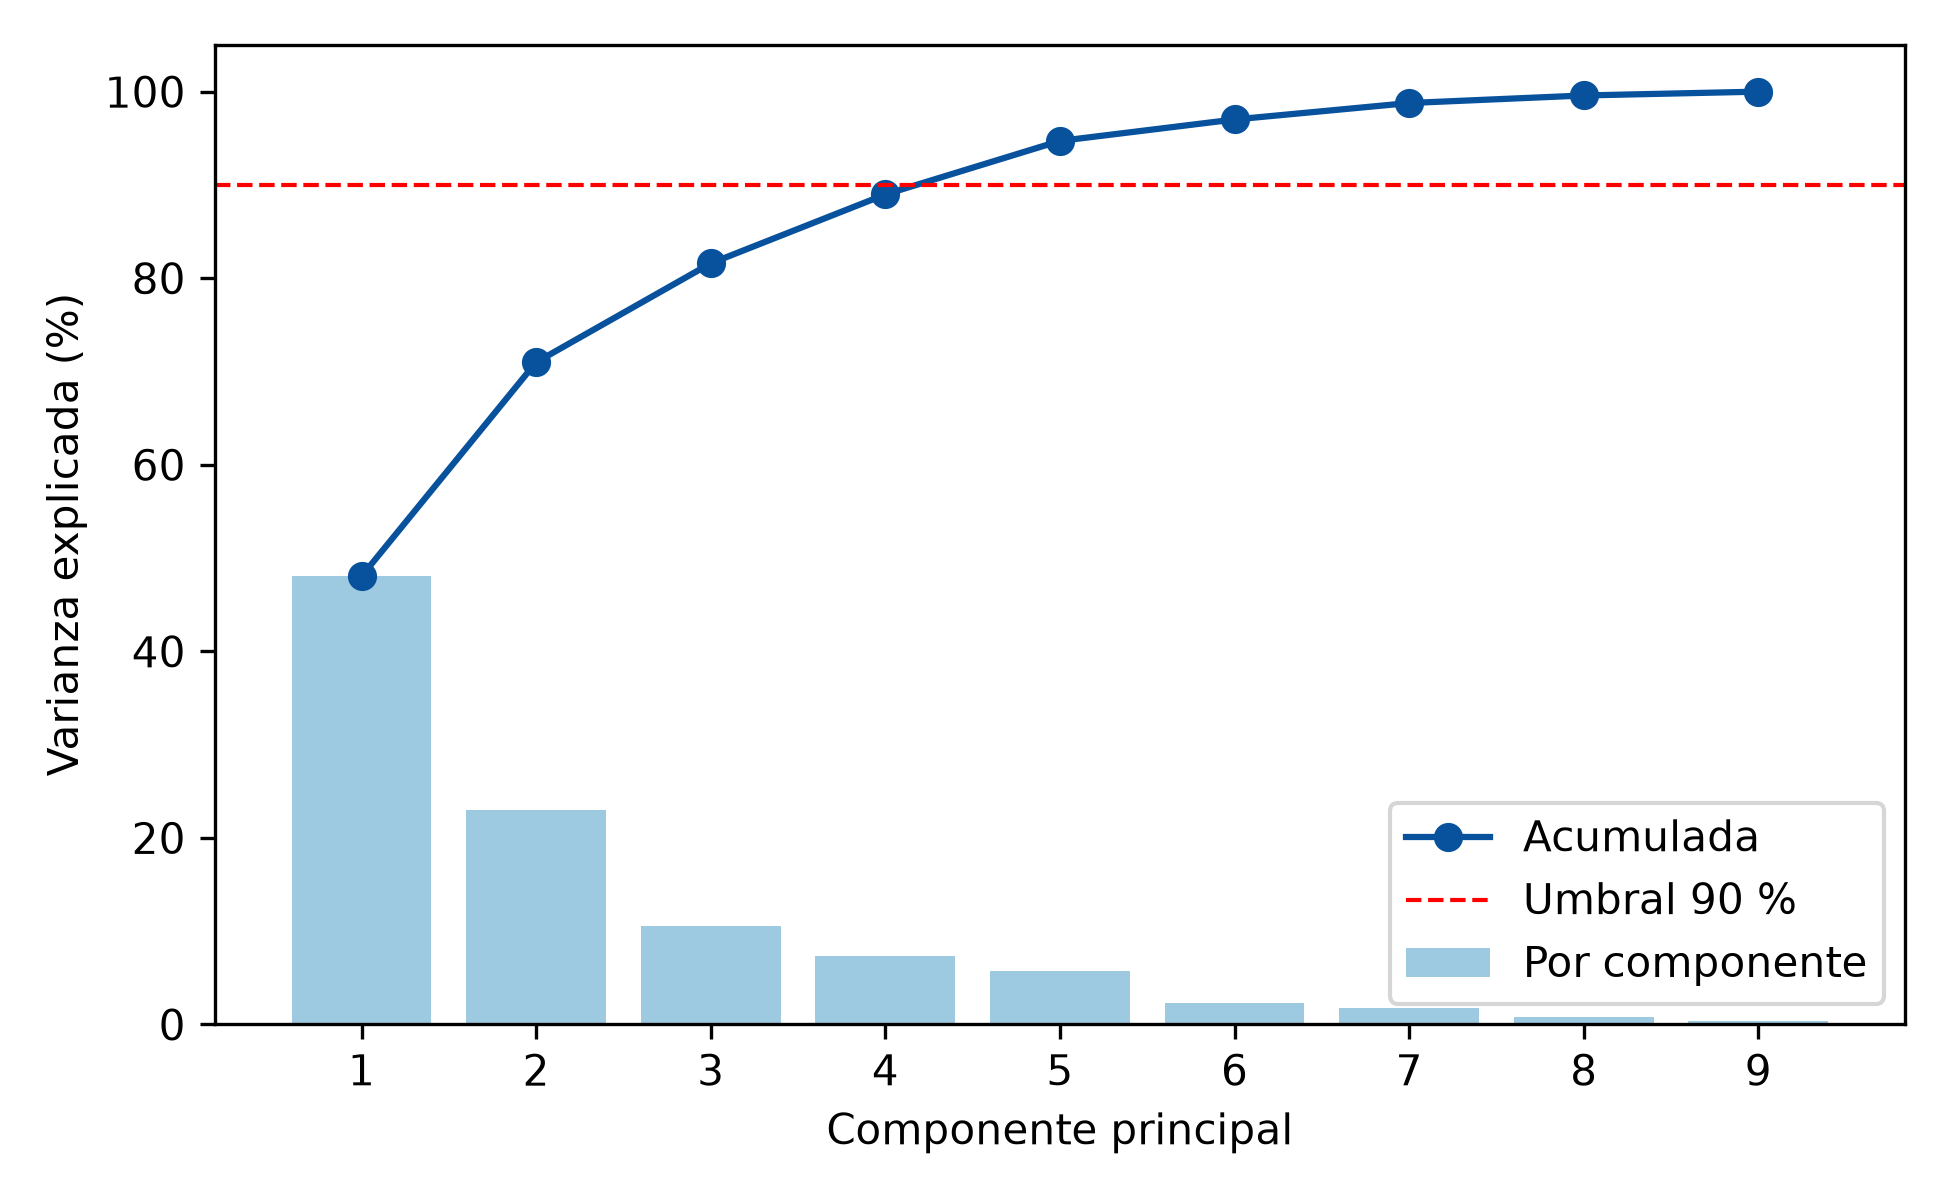 100
80
60
40
20
0
Varianza explicada (%)
Acumulada
Umbral 90 %
Por componente
1 2 3 4 5 6 7 8 9
Componente principal